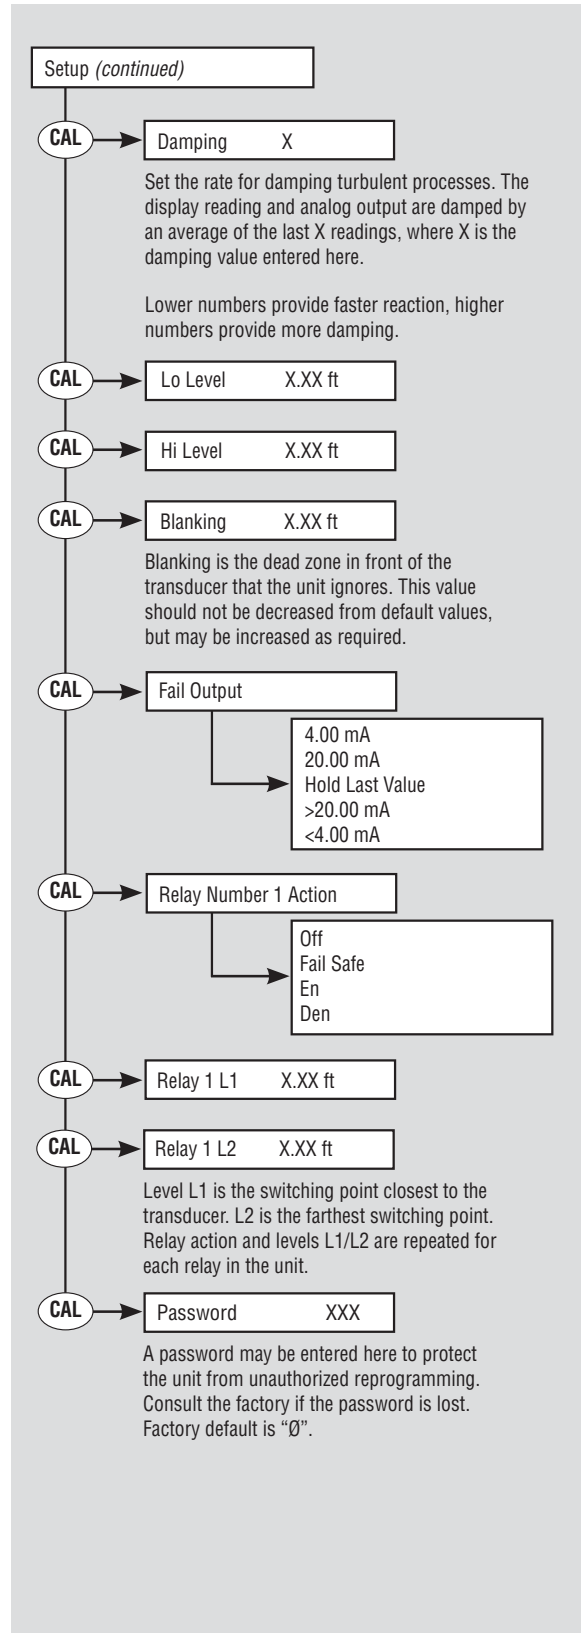 Setup (continued)
CAL
Damping X
Set the rate for damping turbulent processes. The
display reading and analog output are damped by
an average of the last X readings, where X is the
damping value entered here.
Lower numbers provide faster reaction, higher
numbers provide more damping.
CAL
Lo Level X.XX ft
CAL
Hi Level X.XX ft
CAL
Blanking X.XX ft
Blanking is the dead zone in front of the
transducer that the unit ignores. This value
should not be decreased from default values,
but may be increased as required.
CAL
Fail Output
4.00 mA
20.00 mA
Hold Last Value
>20.00 mA
<4.00 mA
CAL
Relay Number 1 Action
Off
Fail Safe
En
Den
CAL
Relay 1 L1 X.XX ft
CAL
Relay 1 L2 X.XX ft
Level L1 is the switching point closest to the
transducer. L2 is the farthest switching point.
Relay action and levels L1/L2 are repeated for
each relay in the unit.
CAL
Password XXX
A password may be entered here to protect
the unit from unauthorized reprogramming.
Consult the factory if the password is lost.
Factory default is “Ø”.